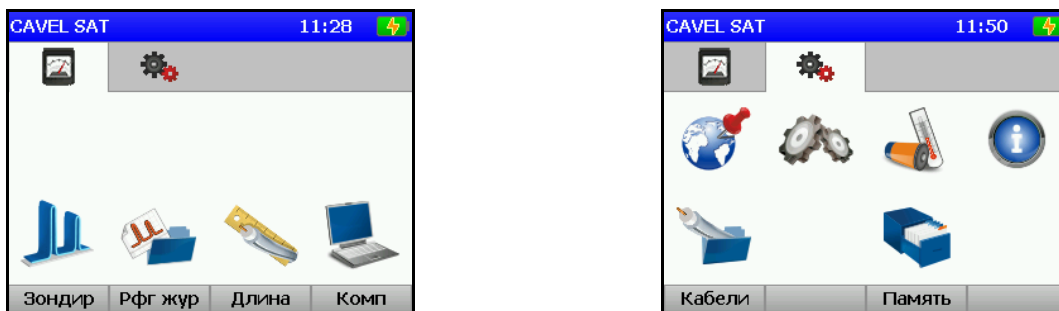 CAVEL SAT 11:28
Зондир Рфг жур Длина Комп
CAVEL SAT 11:50
Кабели Память